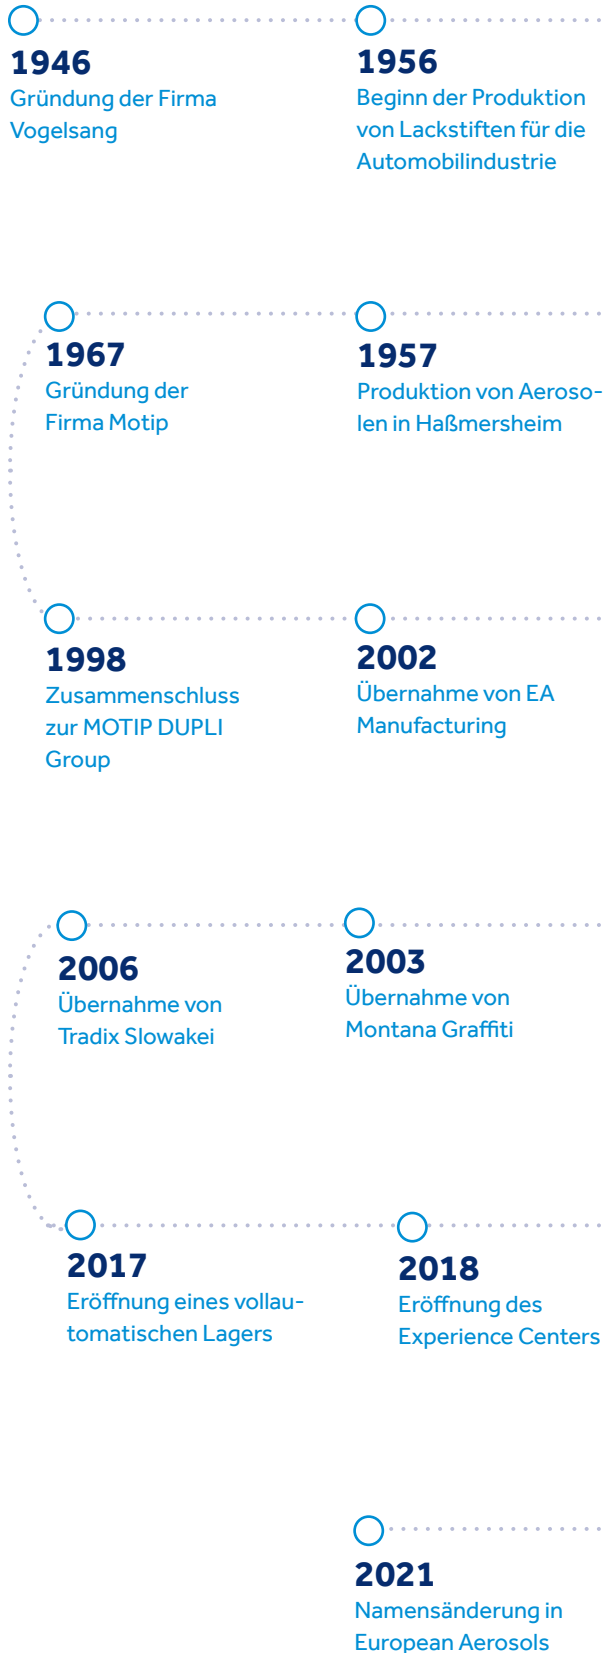 1946
Gründung der Firma
Vogelsang
1956
Beginn der Produktion
von Lackstiften für die
Automobilindustrie
1967
Gründung der
Firma Motip
1957
Produktion von Aeroso-
len in Haßmersheim
1998
Zusammenschluss
zur MOTIP DUPLI
Group
2002
Übernahme von EA
Manufacturing
2006
Übernahme von
Tradix Slowakei
2003
Übernahme von
Montana Graffiti
2017
Eröffnung eines vollau-
tomatischen Lagers
2018
Eröffnung des
Experience Centers
2021
Namensänderung in
European Aerosols